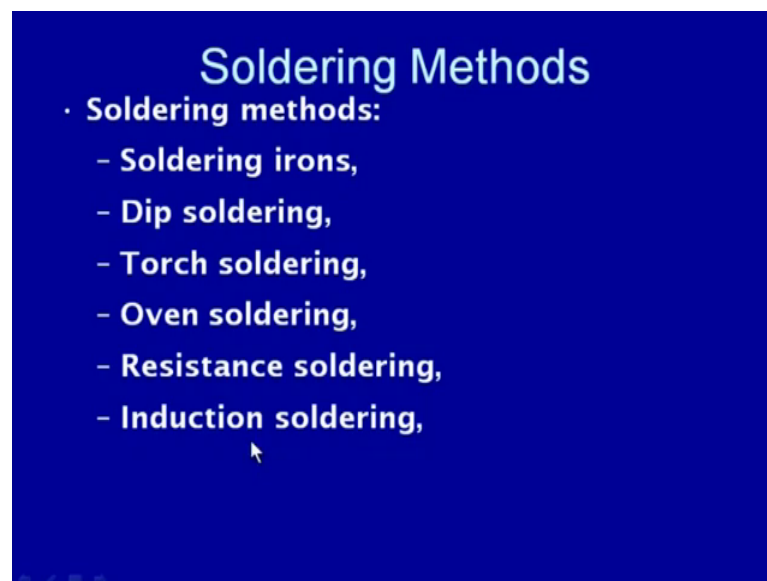 Soldering Methods
· Soldering methods:
– Soldering irons,
– Dip soldering,
– Torch soldering,
– Oven soldering,
– Resistance soldering,
– Induction soldering,